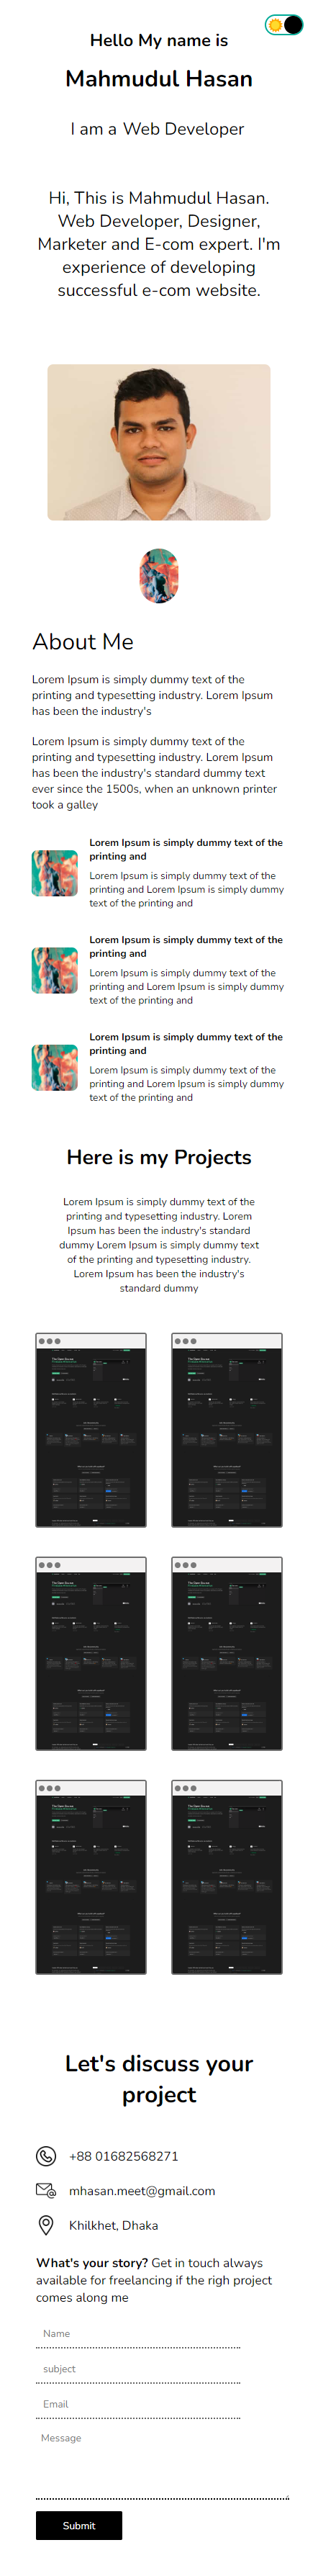 Hello My name is
Mahmudul Hasan
I am a Web Developer
Hi, This is Mahmudul Hasan.
Web Developer, Designer,
Marketer and E-com expert. I'm
experience of developing
successful e-com website.
About Me
Lorem Ipsum is simply dummy text of the
printing and typesetting industry. Lorem Ipsum
has been the industry's
Lorem Ipsum is simply dummy text of the
printing and typesetting industry. Lorem Ipsum
has been the industry's standard dummy text
ever since the 1500s, when an unknown printer
took a galley
Lorem Ipsum is simply dummy text of the
printing and
Lorem Ipsum is simply dummy text of the
printing and Lorem Ipsum is simply dummy
text of the printing and
Lorem Ipsum is simply dummy text of the
printing and
Lorem Ipsum is simply dummy text of the
printing and Lorem Ipsum is simply dummy
text of the printing and
Lorem Ipsum is simply dummy text of the
printing and
Lorem Ipsum is simply dummy text of the
printing and Lorem Ipsum is simply dummy
text of the printing and
Here is my Projects
Lorem Ipsum is simply dummy text of the
printing and typesetting industry. Lorem
Ipsum has been the industry's standard
dummy Lorem Ipsum is simply dummy text
of the printing and typesetting industry.
Lorem Ipsum has been the industry's
standard dummy
Let's discuss your
project
+88 01682568271
mhasan.meet@gmail.com
Khilkhet, Dhaka
What's your story? Get in touch always
available for freelancing if the righ project
comes along me
Name
subject
Email
Message
Submit